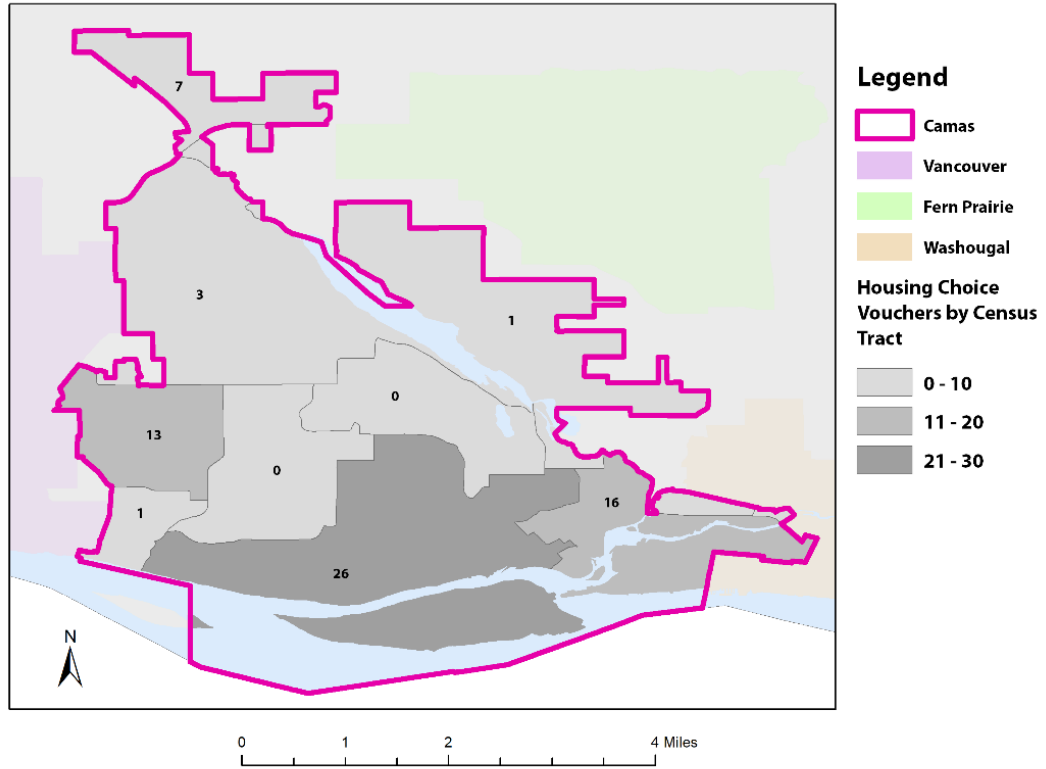 7
3
1
0
13
0
1
16
26
N
0 1 2 4 Miles
Legend
Camas
Vancouver
Fern Prairie
Washougal
Housing Choice
Vouchers by Census
Tract
0 - 10
11 - 20
21 - 30